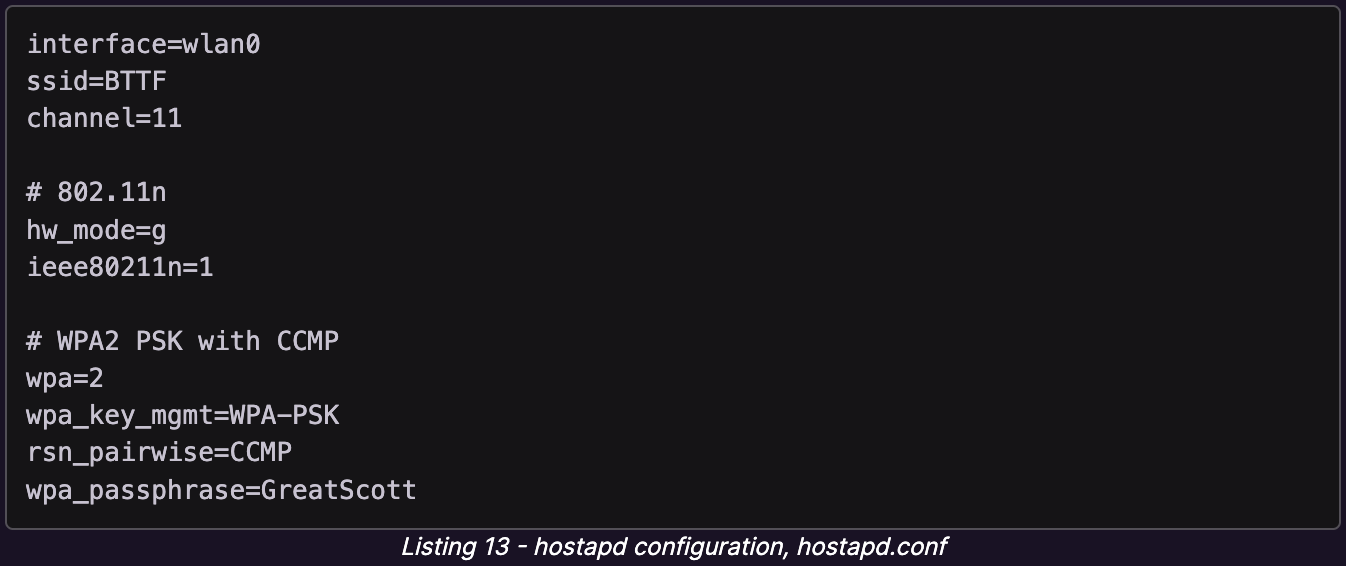 interface=wlan0
ssid=BTTF
channel=11
# 802.11n
hw_mode=g
ieee80211n=1
# WPA2 PSK with CCMP
wpa=2
wpa_key_mgmt=WPA-PSK
rsn_pairwise=CCMP
wpa_passphrase=GreatScott
Listing 13 - hostapd configuration, hostapd.conf